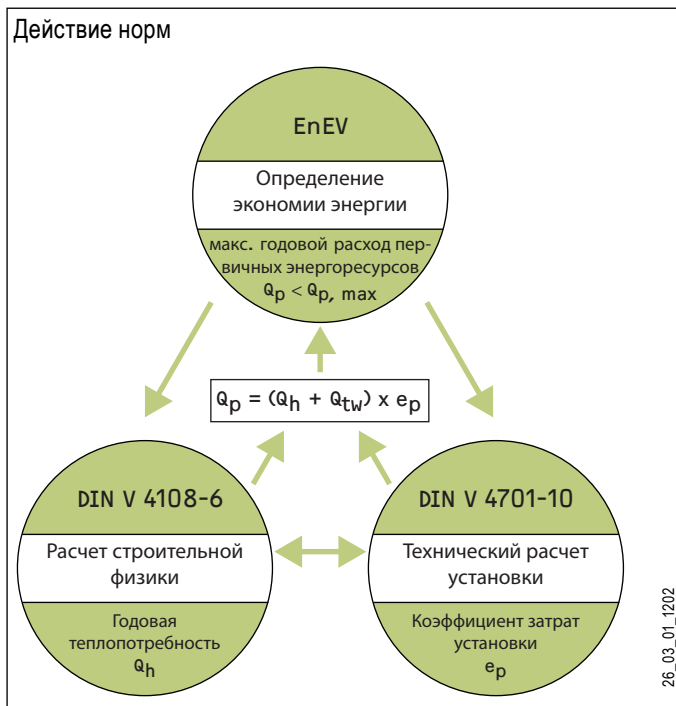 Действие норм
EnEV
Определение
экономии энергии
макс. годовой расход пер-
вичных энергоресурсов
Qp < Qp, max
Qp = (Qh + Qtw) x ep
DIN V 4108-6
Расчет строительной
физики
Годовая
теплопотребность
Qh
DIN V 4701-10
Технический расчет
установки
Коэффициент затрат
установки
ep
26_03_01_1202